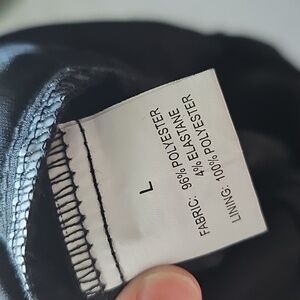 L
FABRIC: 96% POLYESTER
4% ELASTANE
LINING: 100% POLYESTER